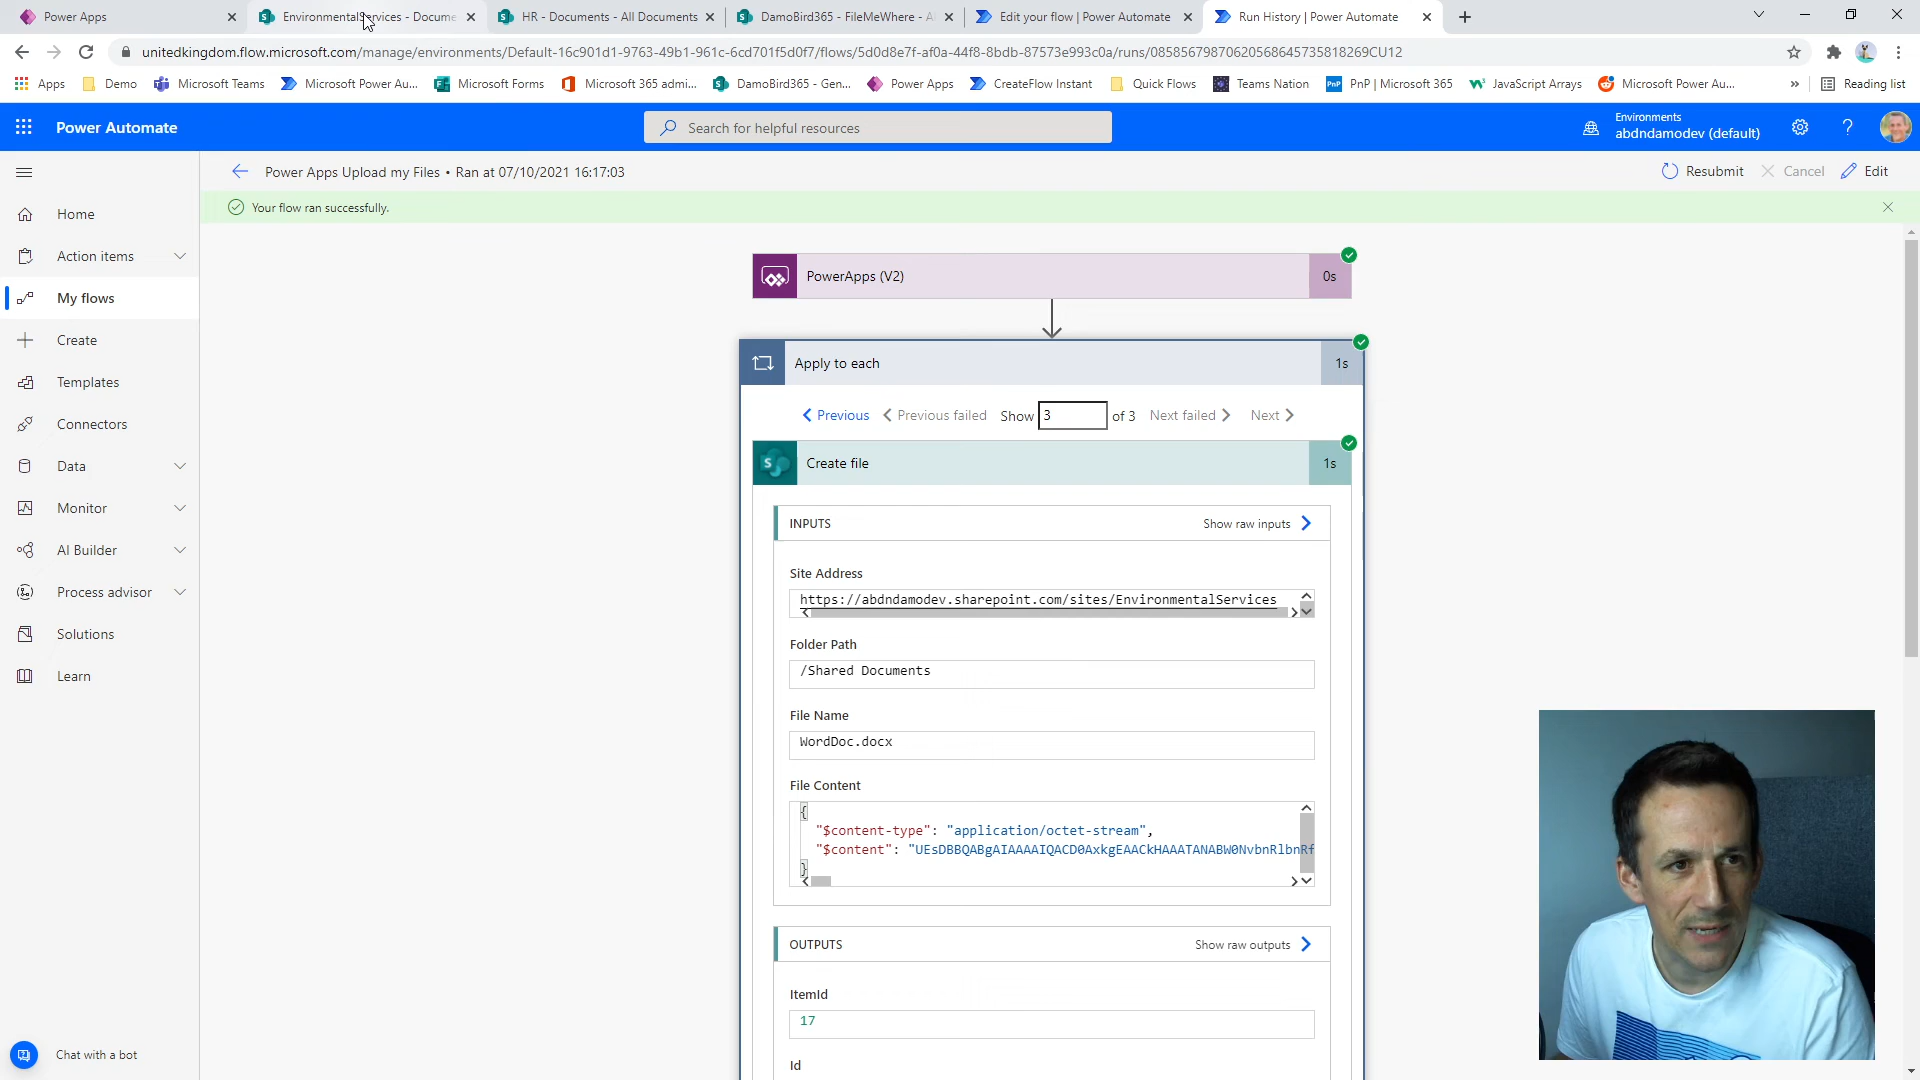 Power Apps
EnvironmentalServices - Docume
HR - Documents - All Documents
DamoBird365 - FileMeWhere - A
Edit your flow | Power Automate
Run History | Power Automate
unitedkingdom.flow.microsoft.com/manage/environments/Default-16c901d1-9763-49b1-961c-6cd701f5d0f7/flows/5d0d8e7f-af0a-44f8-8bdb-87573e993c0a/runs/08585679870620568645735818269CU12
Apps
Demo
Microsoft Teams
Microsoft Power Au...
Microsoft Forms
Microsoft 365 admi...
DamoBird365 - Gen...
Power Apps
CreateFlow Instant
Quick Flows
Teams Nation
PnP | Microsoft 365
JavaScript Arrays
Microsoft Power Au...
Reading list
Power Automate
Search for helpful resources
Environments
abdndamodev (default)
Power Apps Upload my Files • Ran at 07/10/2021 16:17:03
Resubmit
Cancel
Edit
Your flow ran successfully.
Home
Action items
My flows
Create
Templates
Connectors
Data
Monitor
AI Builder
Process advisor
Solutions
Learn
Chat with a bot
PowerApps (V2)
0s
Apply to each
1s
Previous
Previous failed
Show 3 of 3
Next failed
Next
Create file
1s
INPUTS
Show raw inputs
Site Address
https://abdndamodev.sharepoint.com/sites/EnvironmentalServices
Folder Path
/Shared Documents
File Name
WordDoc.docx
File Content
{
"$content-type": "application/octet-stream",
"$content": "UEsDBBQABgAIAAAAIQACD0AxkgEAACkHAAATANABW0NvbnRlbnRf
}
OUTPUTS
Show raw outputs
ItemId
17
Id